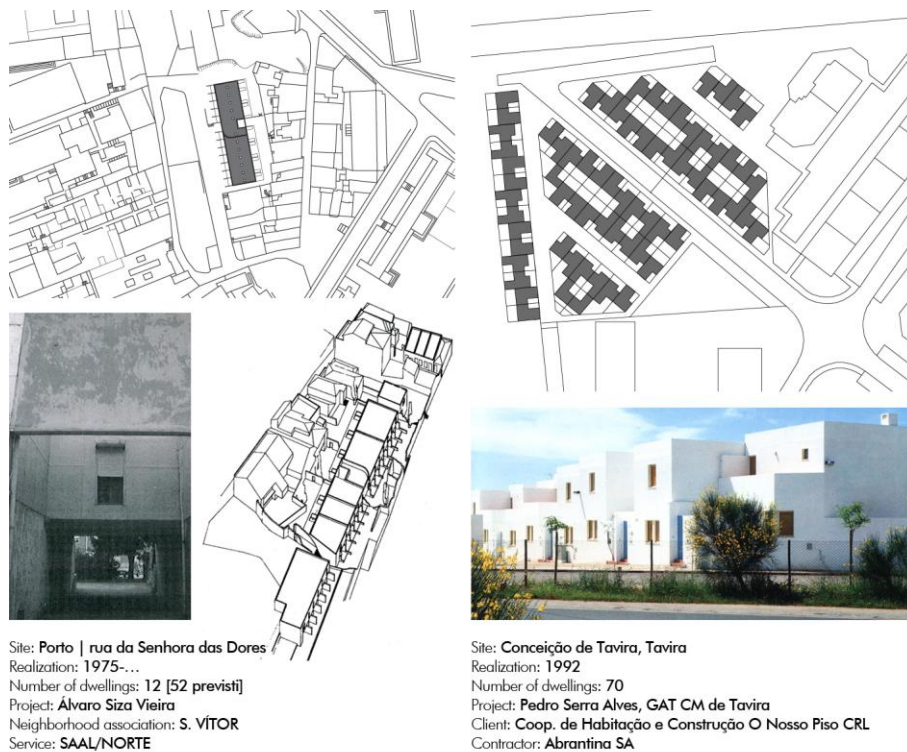 Site: Porto | rua da Senhora das Dores
Realization: 1975-...
Number of dwellings: 12 [52 previsti]
Project: Álvaro Siza Vieira
Neighborhood association: S. VÍTOR
Service: SAAL/NORTE
Site: Conceição de Tavira, Tavira
Realization: 1992
Number of dwellings: 70
Project: Pedro Serra Alves, GAT CM de Tavira
Client: Coop. de Habitação e Construção O Nosso Piso CRL
Contractor: Abrantina SA